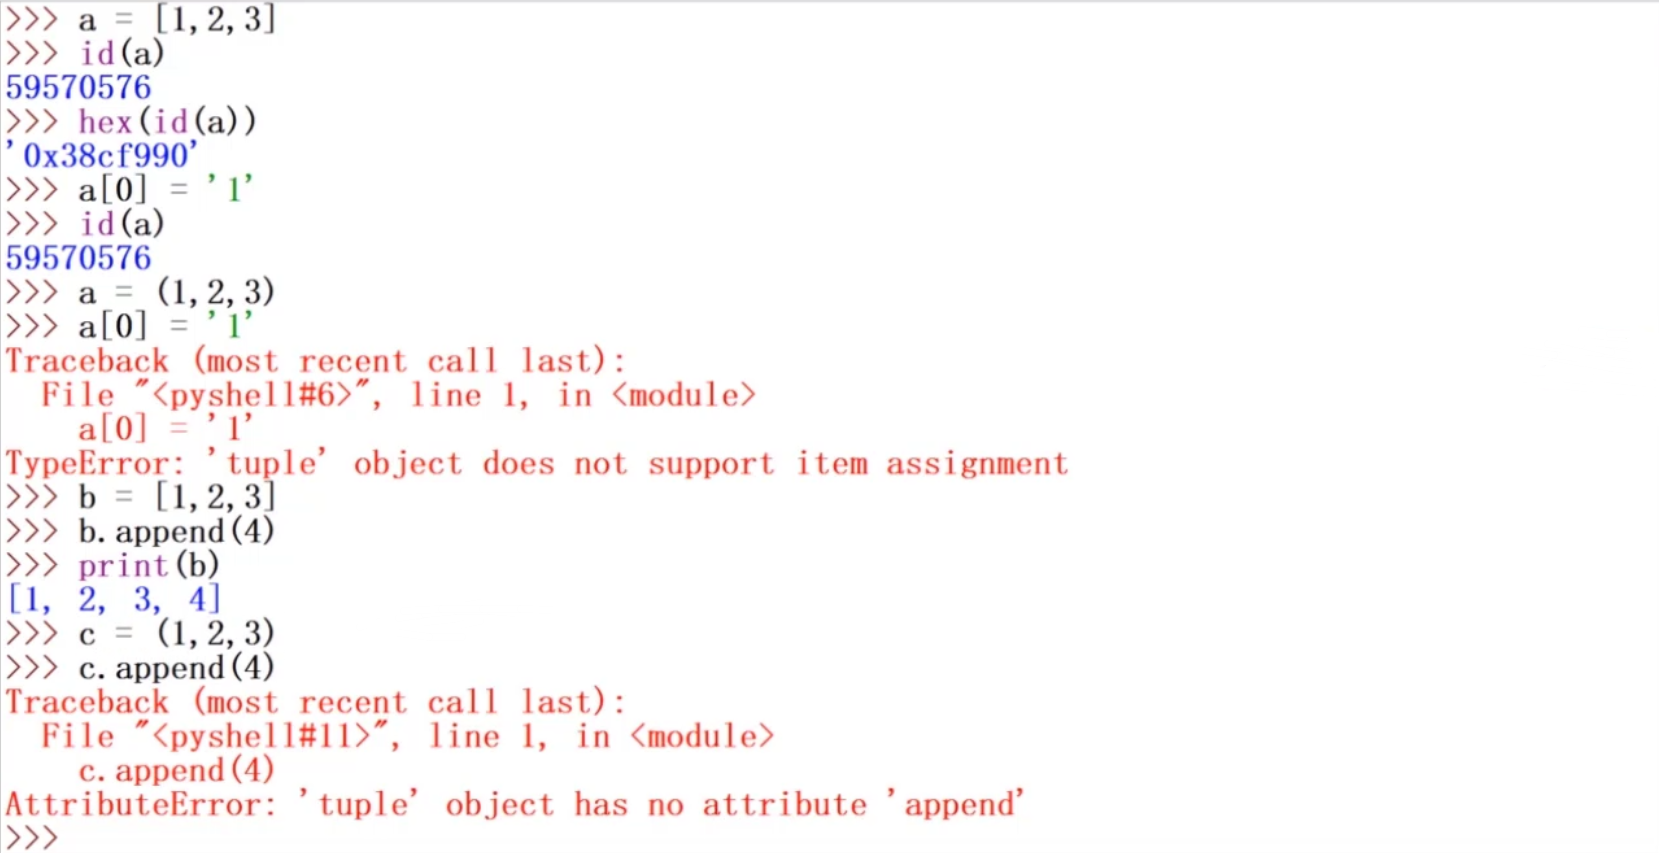 >>> a = [1,2,3]
>>> id(a)
59570576
>>> hex(id(a))
'0x38cf990'
>>> a[0] = '1'
>>> id(a)
59570576
>>> a = (1,2,3)
>>> a[0] = '1'
Traceback (most recent call last):
  File "<pyshell#6>", line 1, in <module>
    a[0] = '1'
TypeError: 'tuple' object does not support item assignment
>>> b = [1,2,3]
>>> b.append(4)
>>> print(b)
[1, 2, 3, 4]
>>> c = (1,2,3)
>>> c.append(4)
Traceback (most recent call last):
  File "<pyshell#11>", line 1, in <module>
    c.append(4)
AttributeError: 'tuple' object has no attribute 'append'
>>>